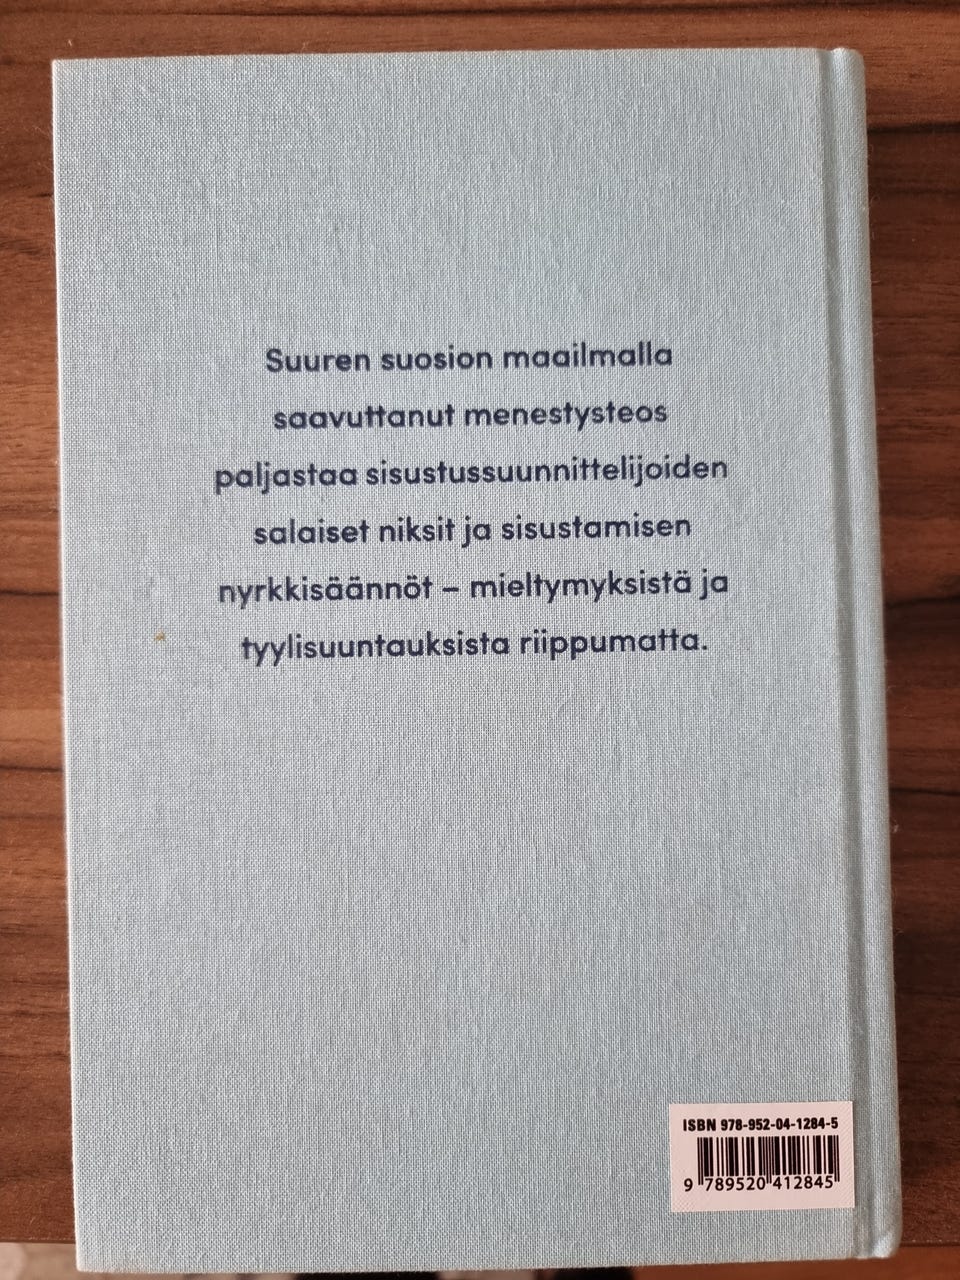 Suuren suosion maailmalla
saavuttanut menestysteos
paljastaa sisustussuunnittelijoiden
salaiset niksit ja sisustamisen
nyrkkisäännöt – mieltymyksistä ja
tyylisuuntauksista riippumatta.
ISBN 978-952-04-1284-5
9 789520 412845